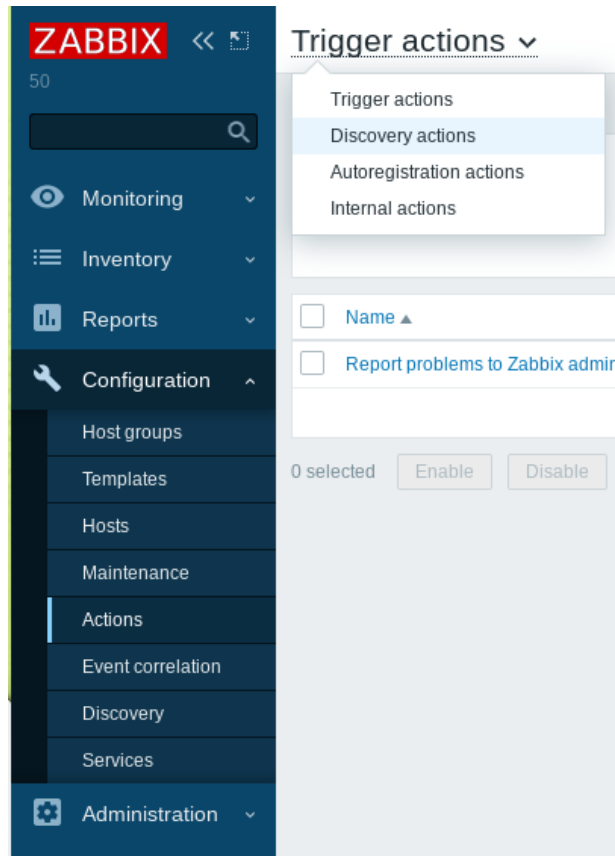 ZABBIX
50
Monitoring
Inventory
Reports
Configuration
Host groups
Templates
Hosts
Maintenance
Actions
Event correlation
Discovery
Services
Administration
Trigger actions
Trigger actions
Discovery actions
Autoregistration actions
Internal actions
Name
Report problems to Zabbix admin
0 selected Enable Disable